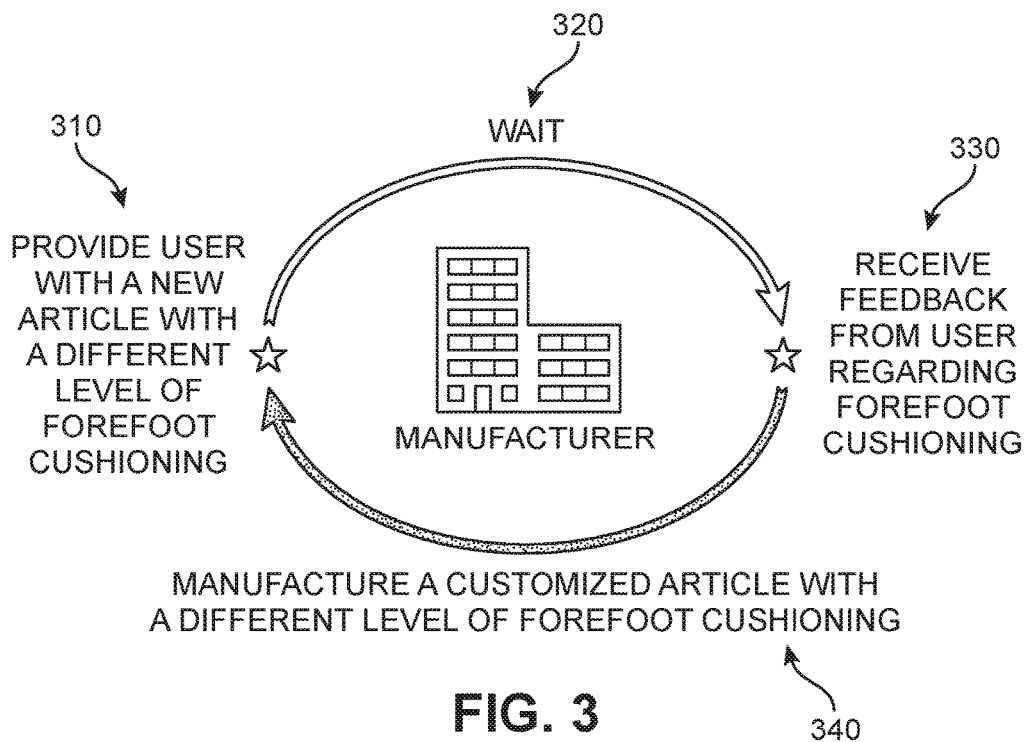 320
WAIT
310
330
PROVIDE USER
WITH A NEW
ARTICLE WITH
A DIFFERENT
LEVEL OF
FOREFOOT
CUSHIONING
RECEIVE
FEEDBACK
FROM USER
REGARDING
FOREFOOT
CUSHIONING
MANUFACTURER
MANUFACTURE A CUSTOMIZED ARTICLE WITH
A DIFFERENT LEVEL OF FOREFOOT CUSHIONING
340
FIG. 3